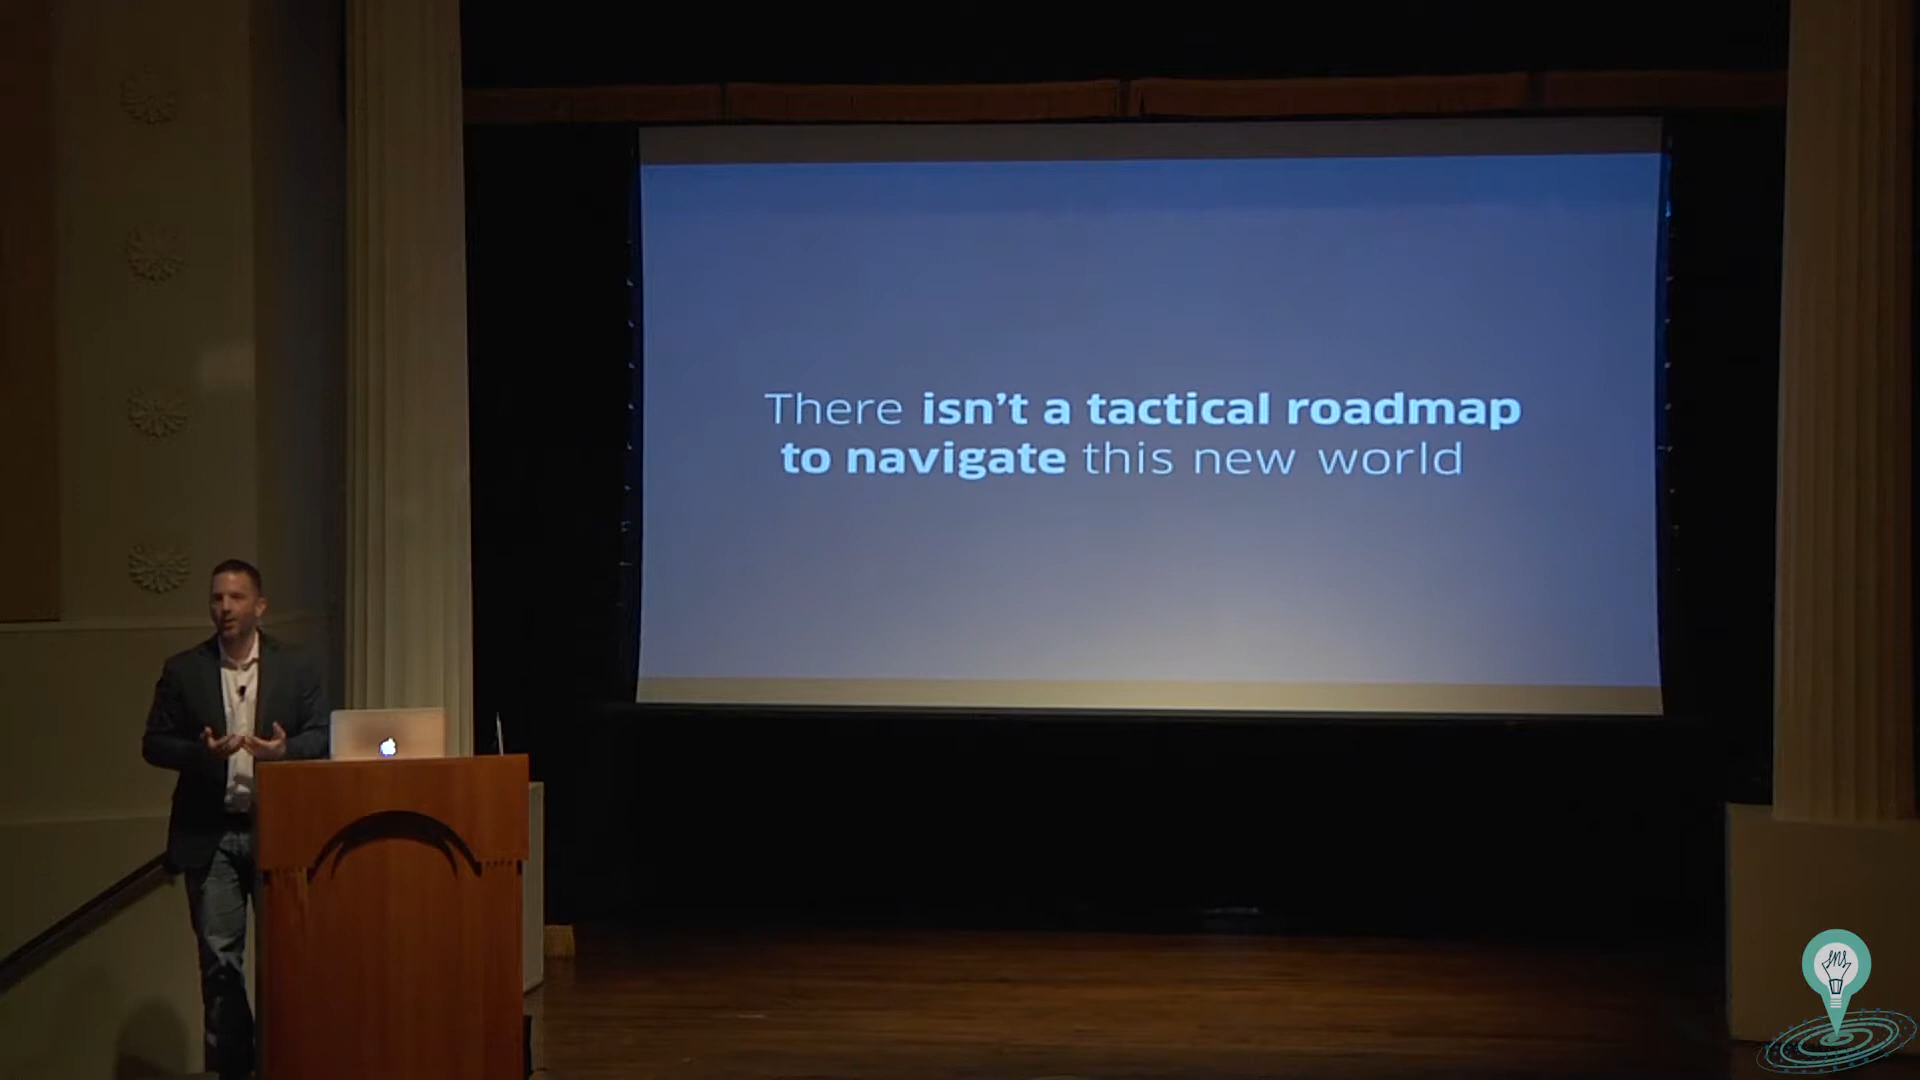 There isn't a tactical roadmap
to navigate this new world